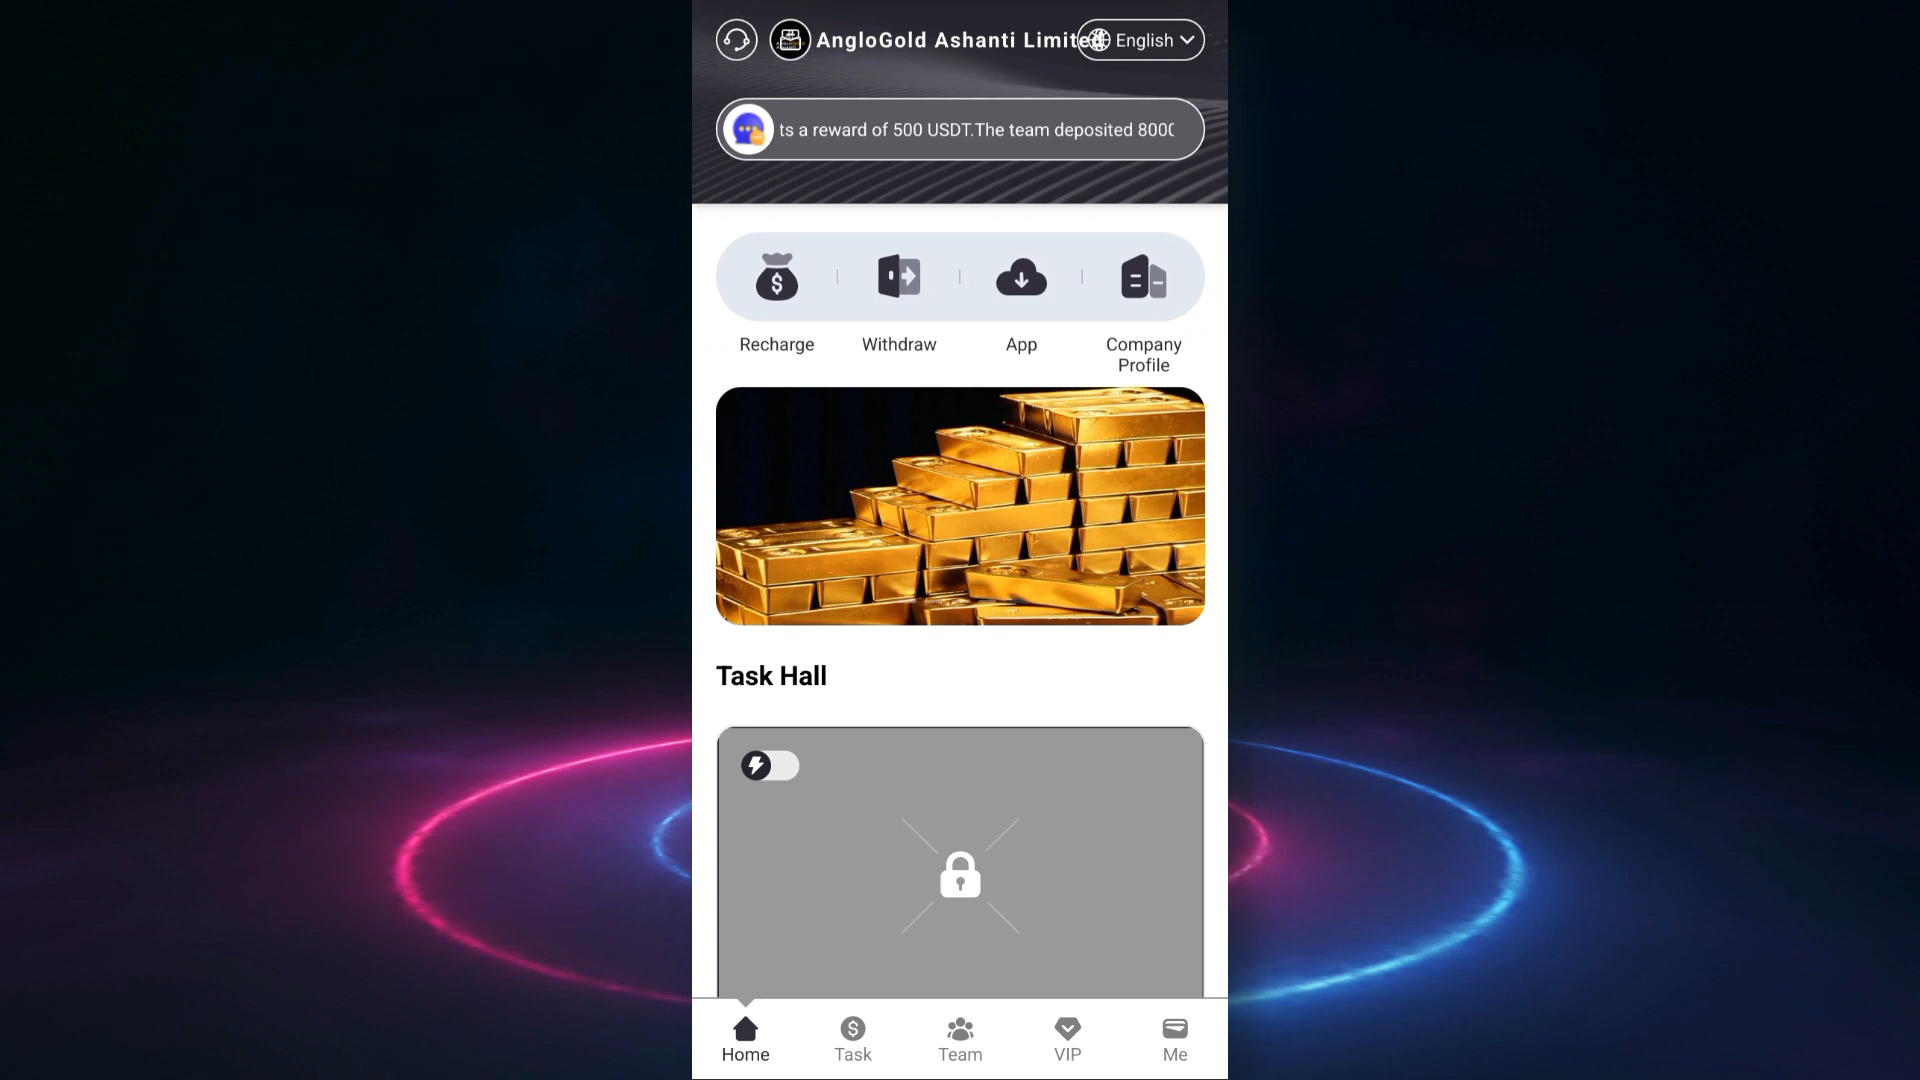 AngloGold Ashanti Limited
English
ts a reward of 500 USDT.The team deposited 800
Recharge
Withdraw
App
Company
Profile
Task Hall
Home
Task
Team
VIP
Me